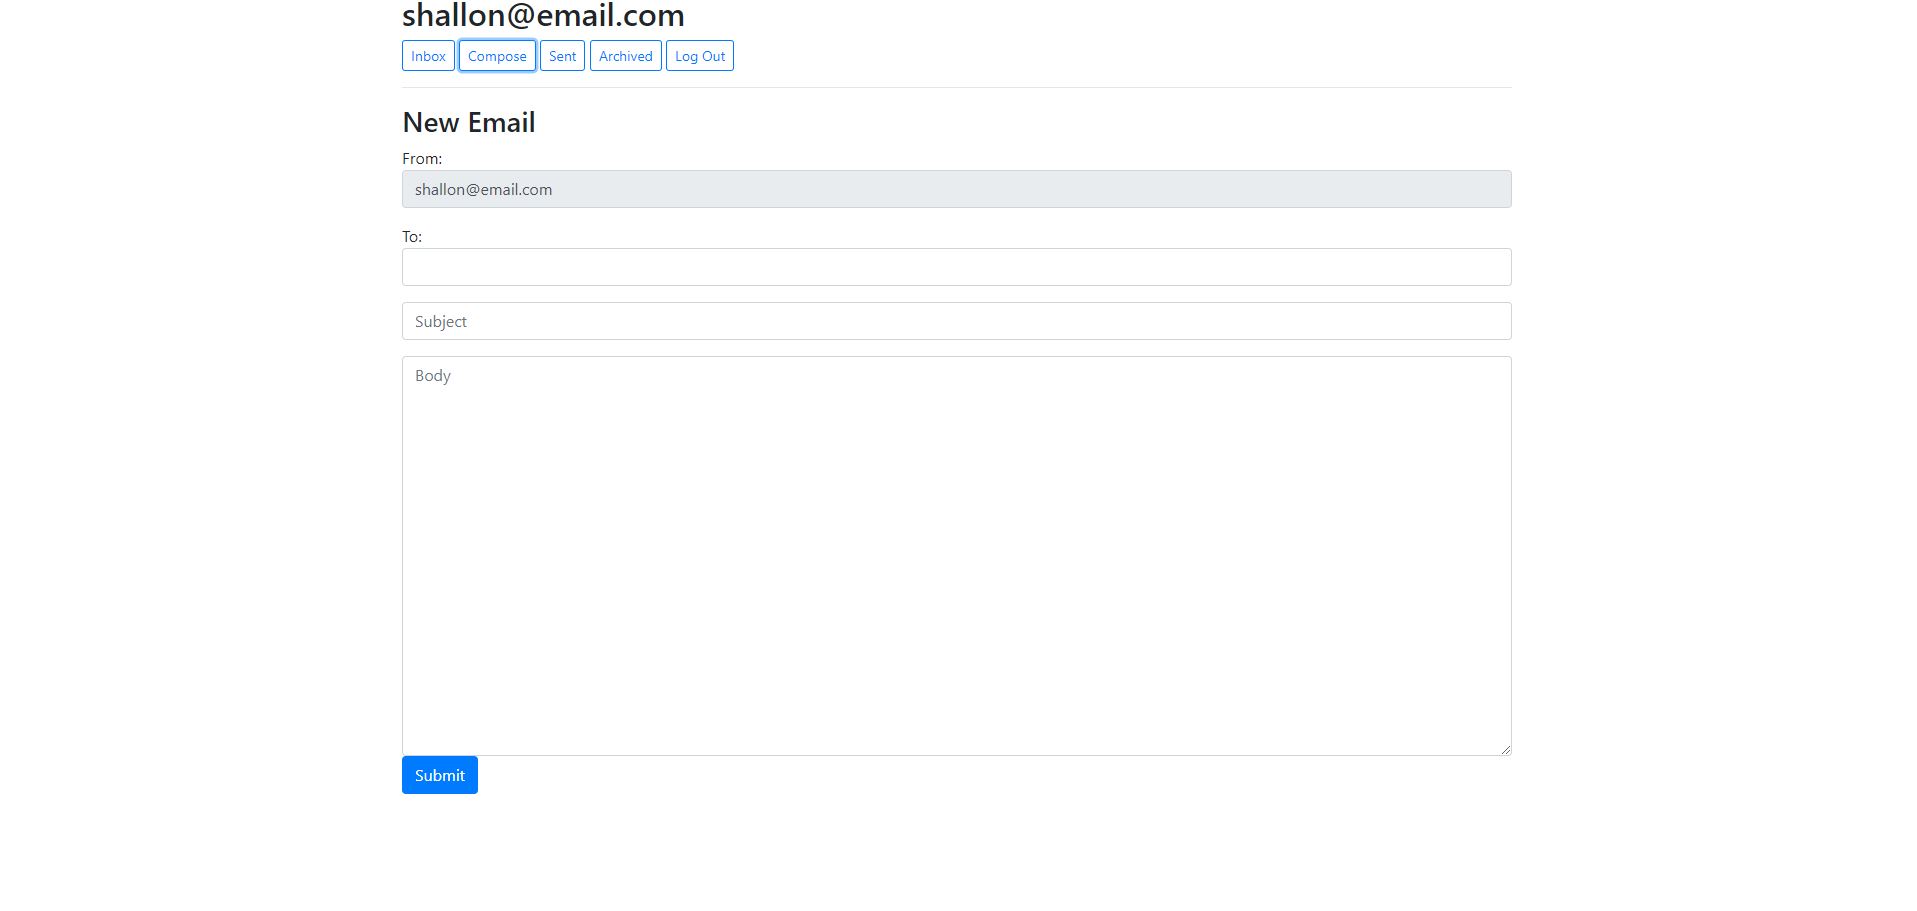 shallon@email.com
Inbox Compose Sent Archived Log Out
New Email
From:
shallon@email.com
To:
Subject
Body
Submit